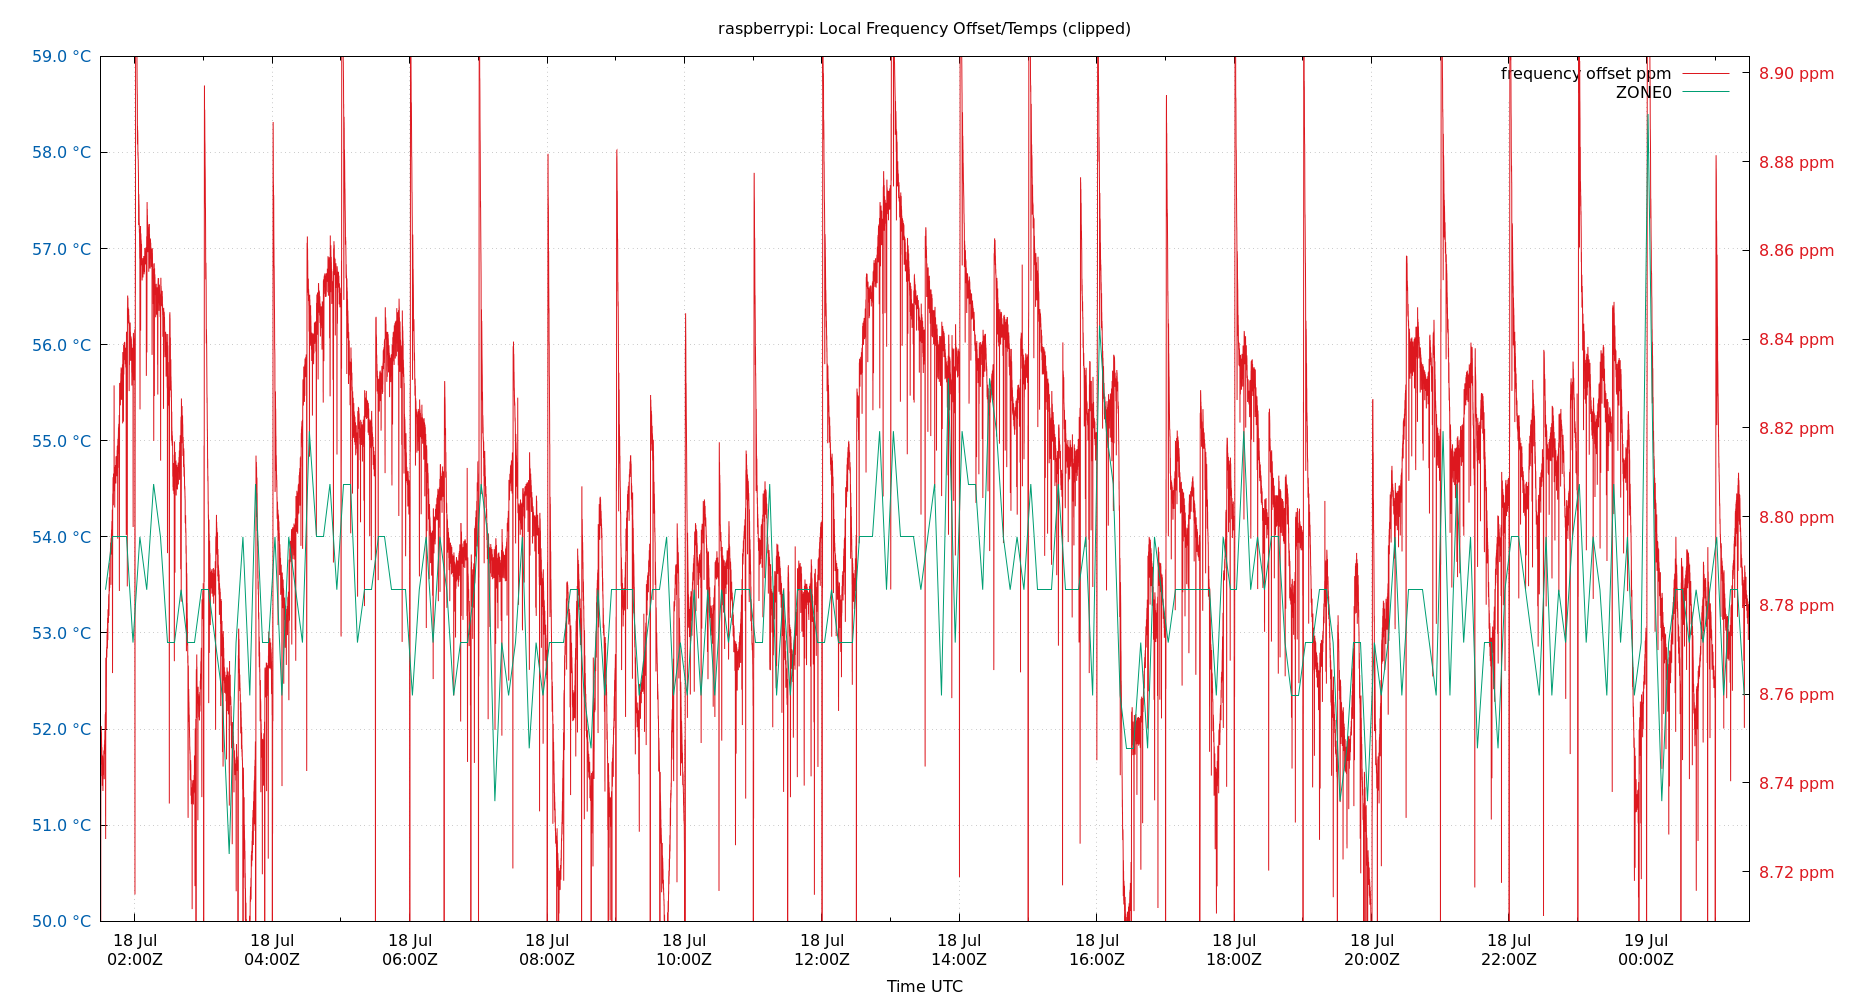 raspberrypi: Local Frequency Offset/Temps (clipped)
frequency offset ppm
ZONE0
59.0 °C
58.0 °C
57.0 °C
56.0 °C
55.0 °C
54.0 °C
53.0 °C
52.0 °C
51.0 °C
50.0 °C
8.90 ppm
8.88 ppm
8.86 ppm
8.84 ppm
8.82 ppm
8.80 ppm
8.78 ppm
8.76 ppm
8.74 ppm
8.72 ppm
18 Jul 18 Jul 18 Jul 18 Jul 18 Jul 18 Jul 18 Jul 18 Jul 18 Jul 18 Jul 18 Jul 19 Jul
02:00Z 04:00Z 06:00Z 08:00Z 10:00Z 12:00Z 14:00Z 16:00Z 18:00Z 20:00Z 22:00Z 00:00Z
Time UTC